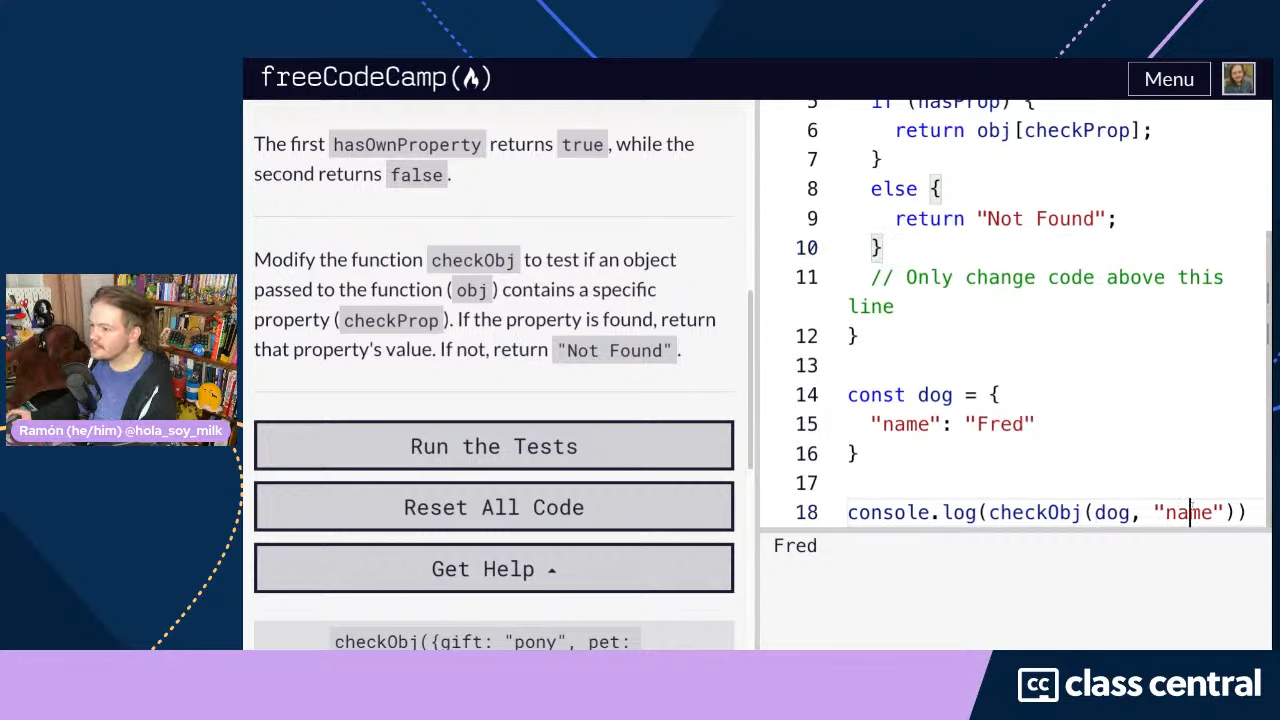 freeCodeCamp
Menu
The first hasOwnProperty returns true, while the
second returns false.
Modify the function checkObj to test if an object
passed to the function (obj) contains a specific
property (checkProp). If the property is found, return
that property's value. If not, return "Not Found".
Run the Tests
Reset All Code
Get Help
checkObj({gift: "pony", pet:
5 if (hasProp) {
6 return obj[checkProp];
7 }
8 else {
9 return "Not Found";
10 }
11 // Only change code above this
line
12 }
13
14 const dog = {
15 "name": "Fred"
16 }
17
18 console.log(checkObj(dog, "name"))
Fred
Ramón (he/him) @hola_soy_milk
cc class central